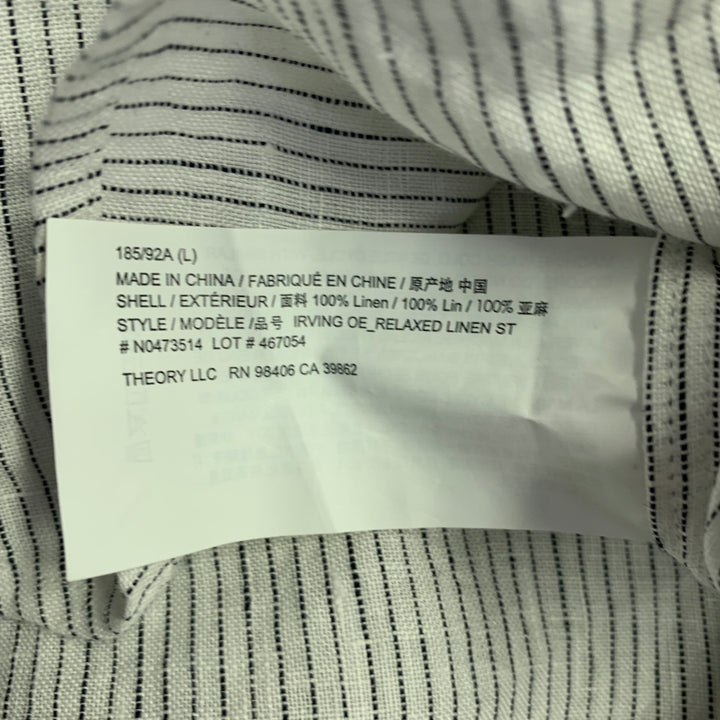 185/92A (L)
MADE IN CHINA / FABRIQUÉ EN CHINE / 原产地 中国
SHELL / EXTÉRIEUR / 面料 100% Linen / 100% Lin / 100% 亚麻
STYLE / MODÈLE /品号 IRVING OE_RELAXED LINEN ST
# N0473514 LOT # 467054
THEORY LLC RN 98406 CA 39862